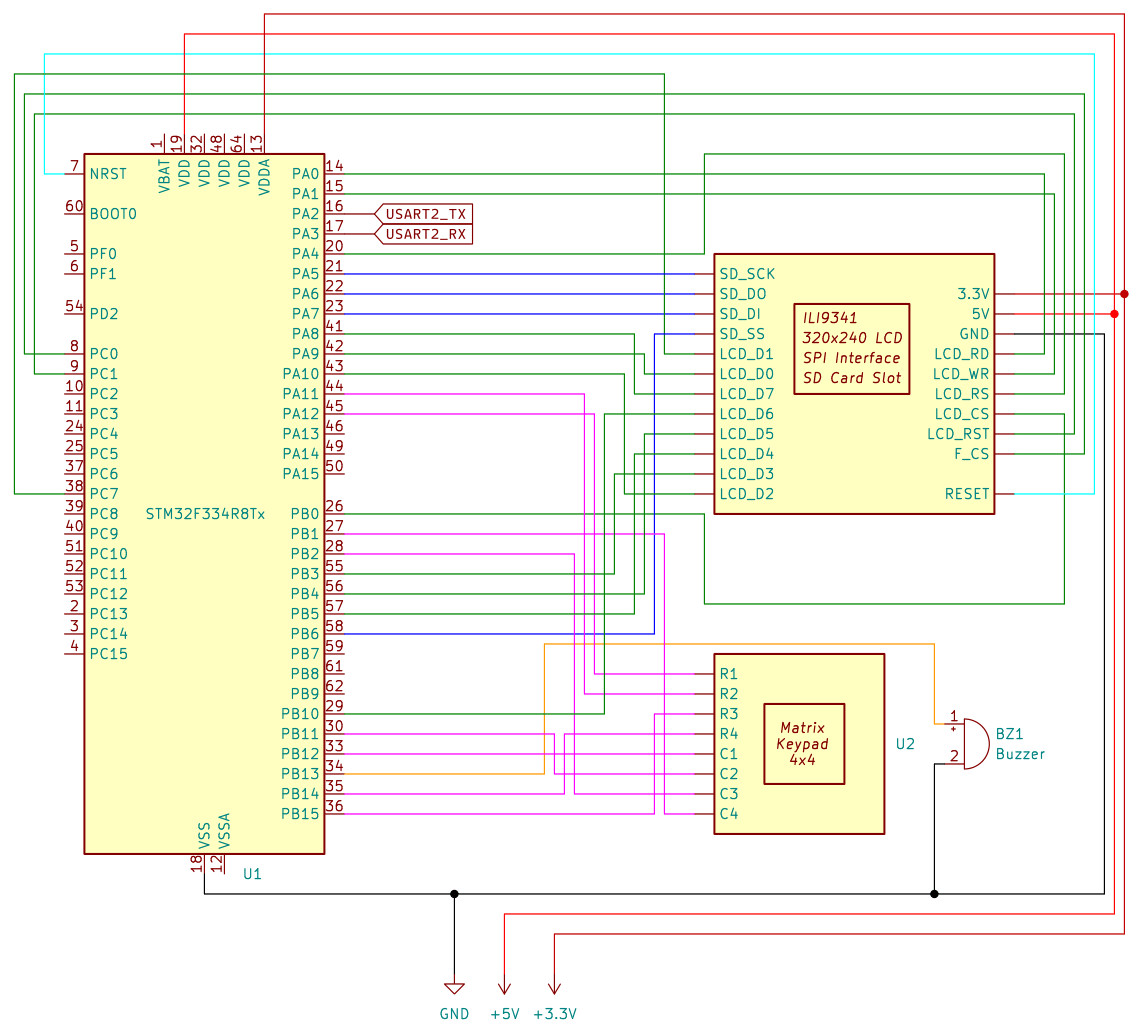 1
19
32
48
64
13
VBAT
VDD
VDD
VDD
VDD
VDDA
7 NRST
60 BOOT0
5 PF0
6 PF1
54 PD2
8 PC0
9 PC1
10 PC2
11 PC3
24 PC4
25 PC5
37 PC6
38 PC7
39 PC8
40 PC9
51 PC10
52 PC11
53 PC12
2 PC13
3 PC14
4 PC15
STM32F334R8Tx
PA0 14
PA1 15
PA2 16 USART2_TX
PA3 17 USART2_RX
PA4 20
PA5 21
PA6 22
PA7 23
PA8 41
PA9 42
PA10 43
PA11 44
PA12 45
PA13 46
PA14 49
PA15 50
PB0 26
PB1 27
PB2 28
PB3 55
PB4 56
PB5 57
PB6 58
PB7 59
PB8 61
PB9 62
PB10 29
PB11 30
PB12 33
PB13 34
PB14 35
PB15 36
VSS
VSSA
18
12
U1
SD_SCK
SD_DO
SD_DI
SD_SS
LCD_D1
LCD_D0
LCD_D7
LCD_D6
LCD_D5
LCD_D4
LCD_D3
LCD_D2
ILI9341
320x240 LCD
SPI Interface
SD Card Slot
3.3V
5V
GND
LCD_RD
LCD_WR
LCD_RS
LCD_CS
LCD_RST
F_CS
RESET
R1
R2
R3
R4
C1
C2
C3
C4
Matrix
Keypad
4x4
U2
1
+
2
BZ1
Buzzer
GND
+5V
+3.3V